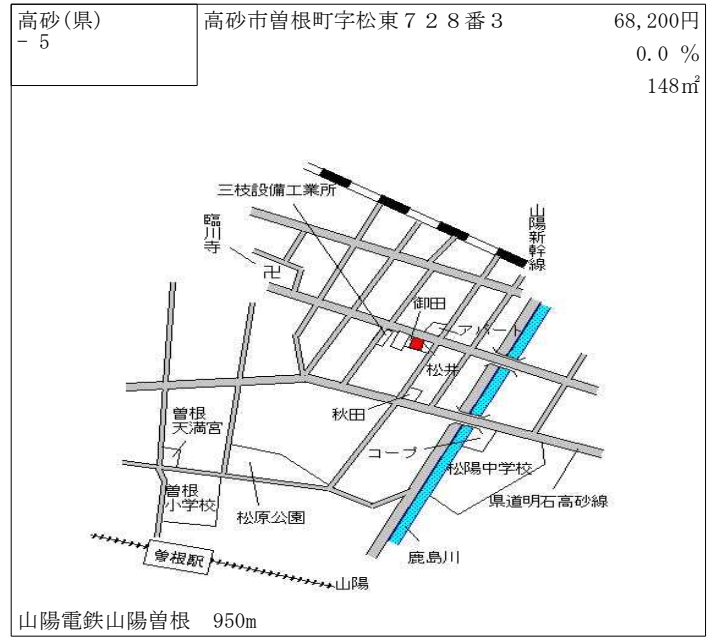 高砂(県)
- 5
高砂市曽根町字松東７２８番３
68,200円
0.0 %
148㎡
三枝設備工業所
臨川寺
卍
山陽新幹線
御田
アパート
松井
秋田
曽根
天満宮
コープ
松陽中学校
曽根
小学校
松原公園
県道明石高砂線
鹿島川
曽根駅
山陽
山陽電鉄山陽曽根　950m